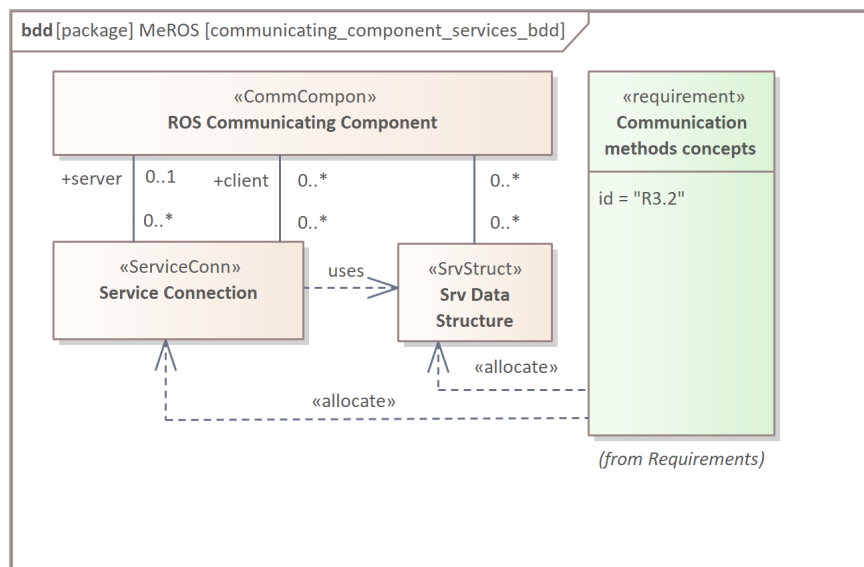 bdd [package] MeROS [communicating_component_services_bdd]
«CommCompon»
ROS Communicating Component
«requirement»
Communication
methods concepts
id = "R3.2"
+server
0..1
+client
0..*
0..*
0..*
0..*
0..*
«ServiceConn»
Service Connection
uses
«SrvStruct»
Srv Data
Structure
«allocate»
«allocate»
(from Requirements)